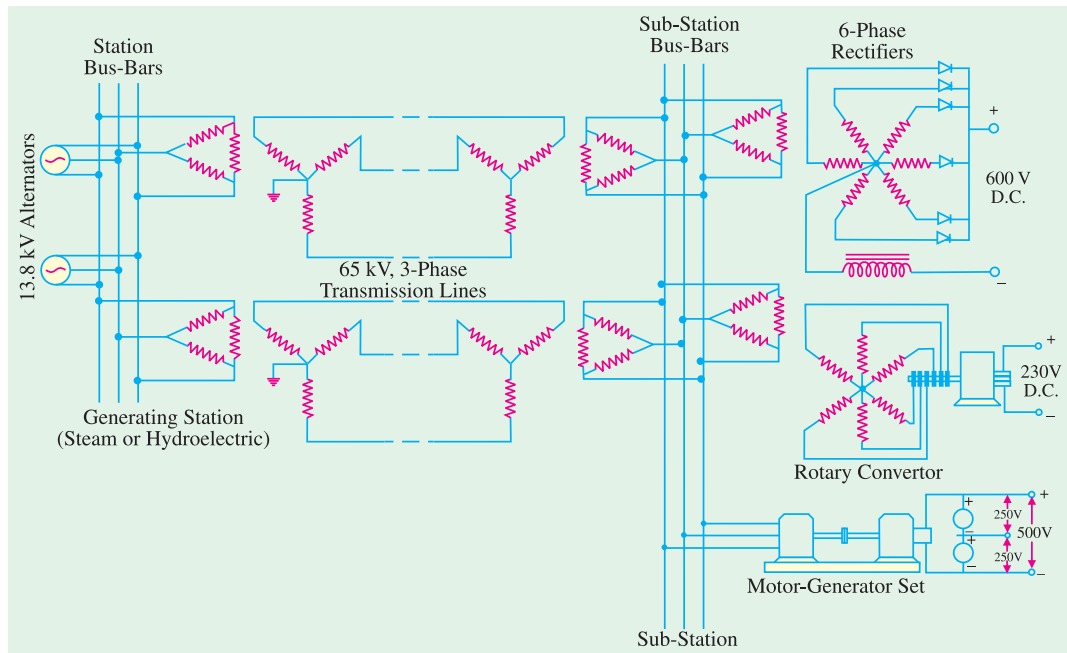 Station
Bus-Bars
Sub-Station
Bus-Bars
6-Phase
Rectifiers
+
600 V
D.C.
–
13.8 kV Alternators
65 kV, 3-Phase
Transmission Lines
+
230V
D.C.
–
Generating Station
(Steam or Hydroelectric)
Rotary Convertor
+
250V
–
+
250V
–
+
500V
–
Motor-Generator Set
Sub-Station